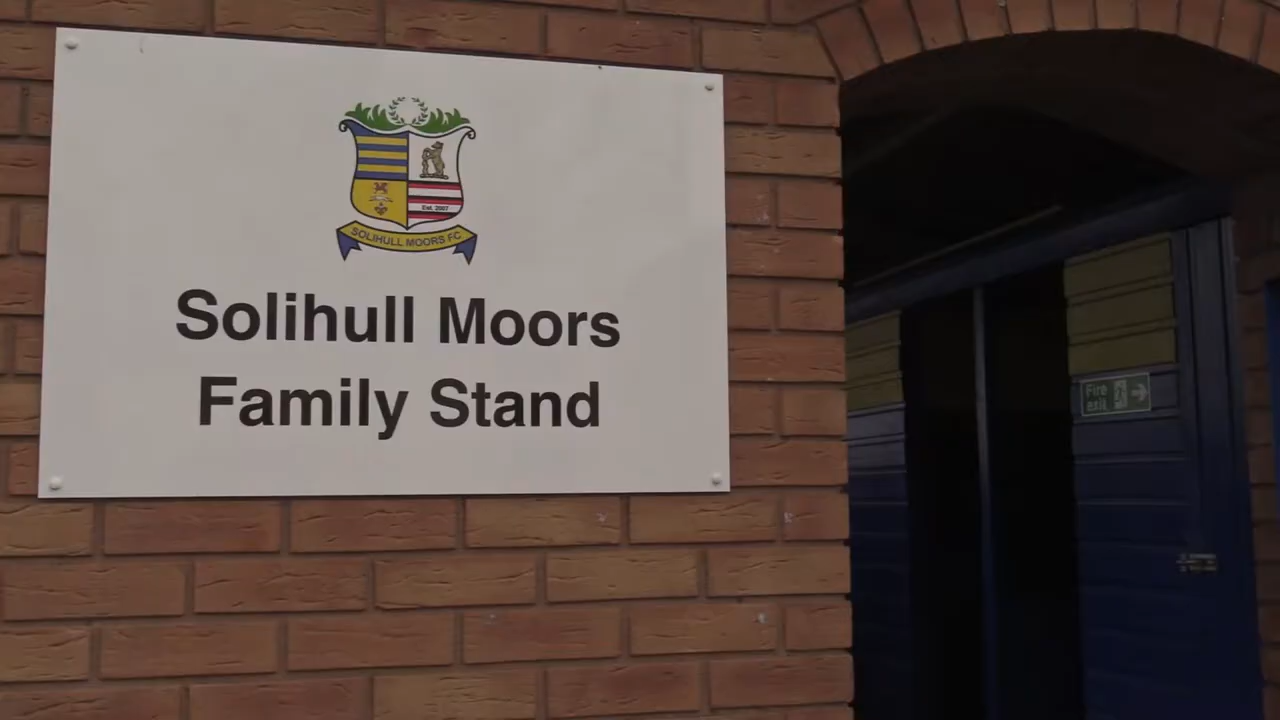 Est. 2007
SOLIHULL MOORS FC
Solihull Moors
Family Stand
Fire
exit